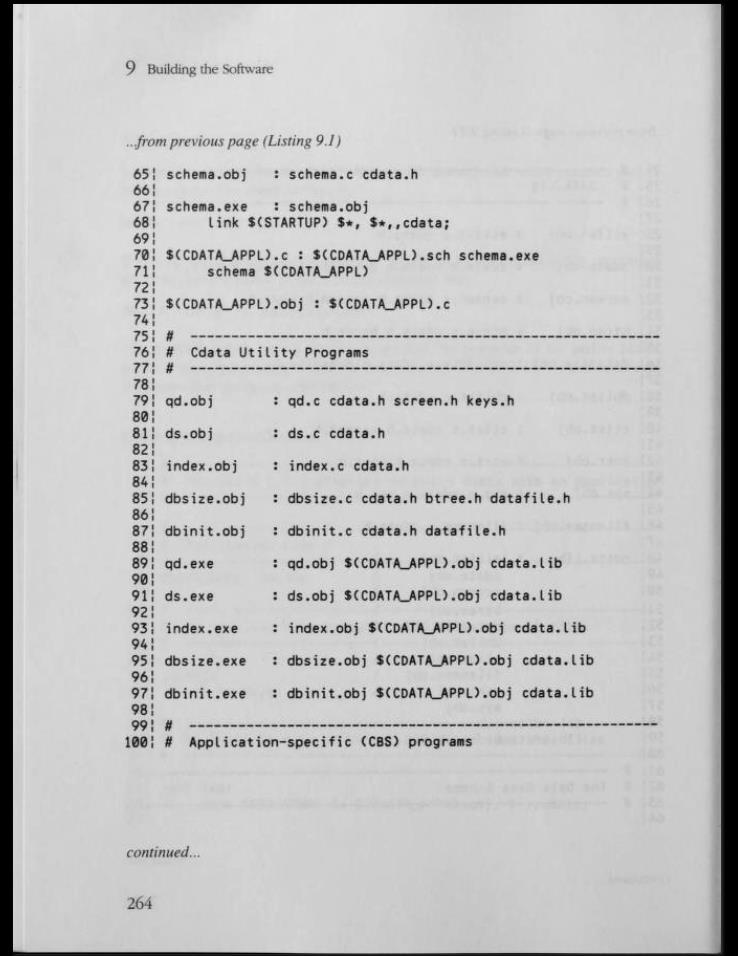 9 Building the Software
...from previous page (Listing 9.1)
65¦ schema.obj : schema.c cdata.h
66¦
67¦ schema.exe : schema.obj
68¦ link $(STARTUP) $*, $*,,cdata;
69¦
70¦ $(CDATA_APPL).c : $(CDATA_APPL).sch schema.exe
71¦ schema $(CDATA_APPL)
72¦
73¦ $(CDATA_APPL).obj : $(CDATA_APPL).c
74¦
75¦ # --------------------------------------------------------
76¦ # Cdata Utility Programs
77¦ # --------------------------------------------------------
78¦
79¦ qd.obj : qd.c cdata.h screen.h keys.h
80¦
81¦ ds.obj : ds.c cdata.h
82¦
83¦ index.obj : index.c cdata.h
84¦
85¦ dbsize.obj : dbsize.c cdata.h btree.h datafile.h
86¦
87¦ dbinit.obj : dbinit.c cdata.h datafile.h
88¦
89¦ qd.exe : qd.obj $(CDATA_APPL).obj cdata.lib
90¦
91¦ ds.exe : ds.obj $(CDATA_APPL).obj cdata.lib
92¦
93¦ index.exe : index.obj $(CDATA_APPL).obj cdata.lib
94¦
95¦ dbsize.exe : dbsize.obj $(CDATA_APPL).obj cdata.lib
96¦
97¦ dbinit.exe : dbinit.obj $(CDATA_APPL).obj cdata.lib
98¦
99¦ # --------------------------------------------------------
100¦ # Application-specific (CBS) programs
continued...
264